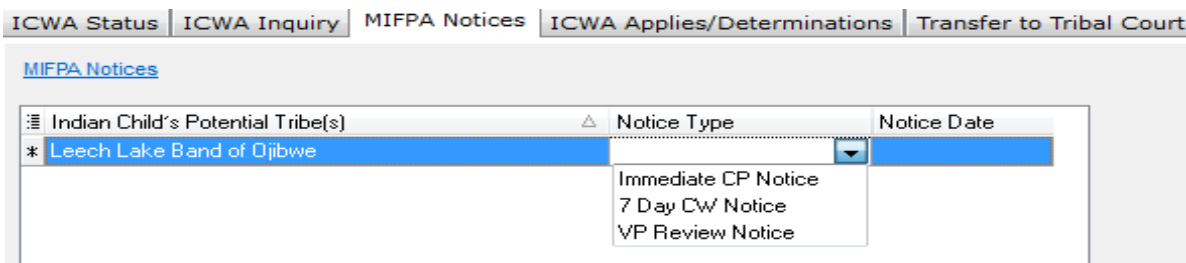 ICWA Status ICWA Inquiry MIFPA Notices ICWA Applies/Determinations Transfer to Tribal Court
MIFPA Notices
Indian Child's Potential Tribe(s) Notice Type Notice Date
* Leech Lake Band of Ojibwe
Immediate CP Notice
7 Day CW Notice
VP Review Notice